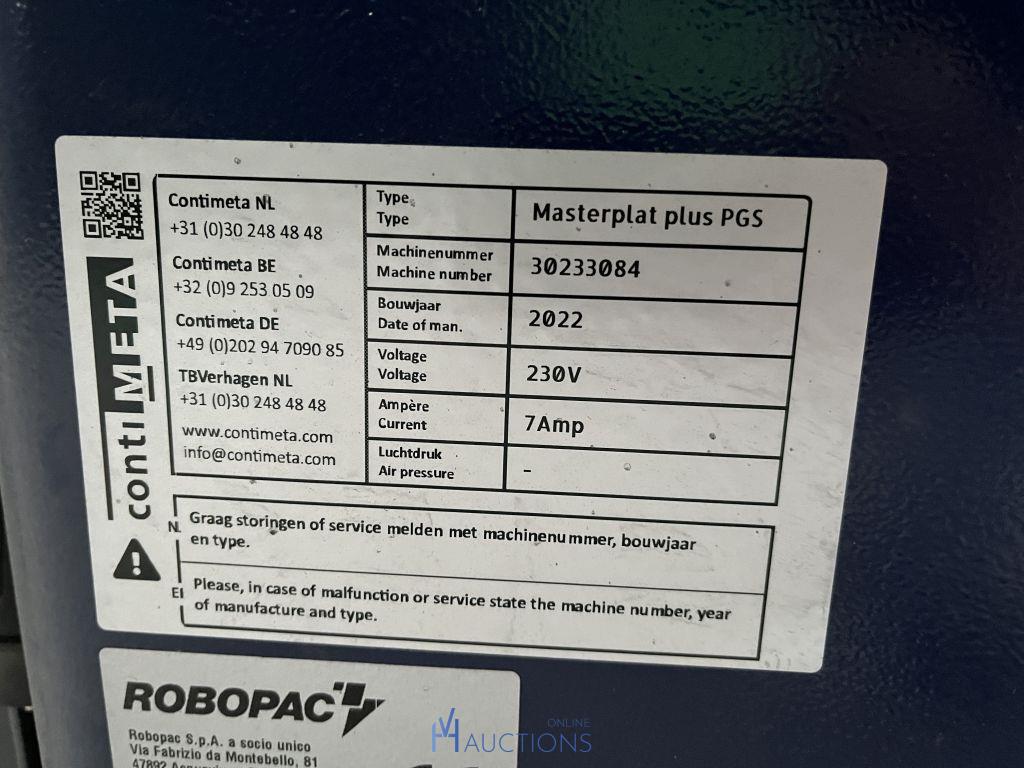 contiMETA
Contimeta NL
+31 (0)30 248 48 48
Contimeta BE
+32 (0)9 253 05 09
Contimeta DE
+49 (0)202 94 7090 85
TBVerhagen NL
+31 (0)30 248 48 48
www.contimeta.com
info@contimeta.com
Type
Type
Masterplat plus PGS
Machinenummer
Machine number
30233084
Bouwjaar
Date of man.
2022
Voltage
Voltage
230V
Ampère
Current
7Amp
Luchtdruk
Air pressure
-
Graag storingen of service melden met machinenummer, bouwjaar
en type.
Please, in case of malfunction or service state the machine number, year
of manufacture and type.
ROBOPAC
Robopac S.p.A. a socio unico
Via Fabrizio da Montebello, 81
47892
ONLINE
AUCTIONS